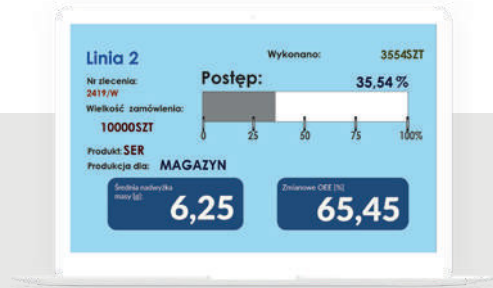 Linia 2
Wykonano: 3554SZT
Nr zlecenia:
2419/W
Postęp: 35,54 %
Wielkość zamówienia:
10000SZT
0 25 50 75 100%
Produkt: SER
Produkcja dla: MAGAZYN
Średnia nadwyżka
masy [g]:
6,25
Zmianowe OEE [%]
65,45